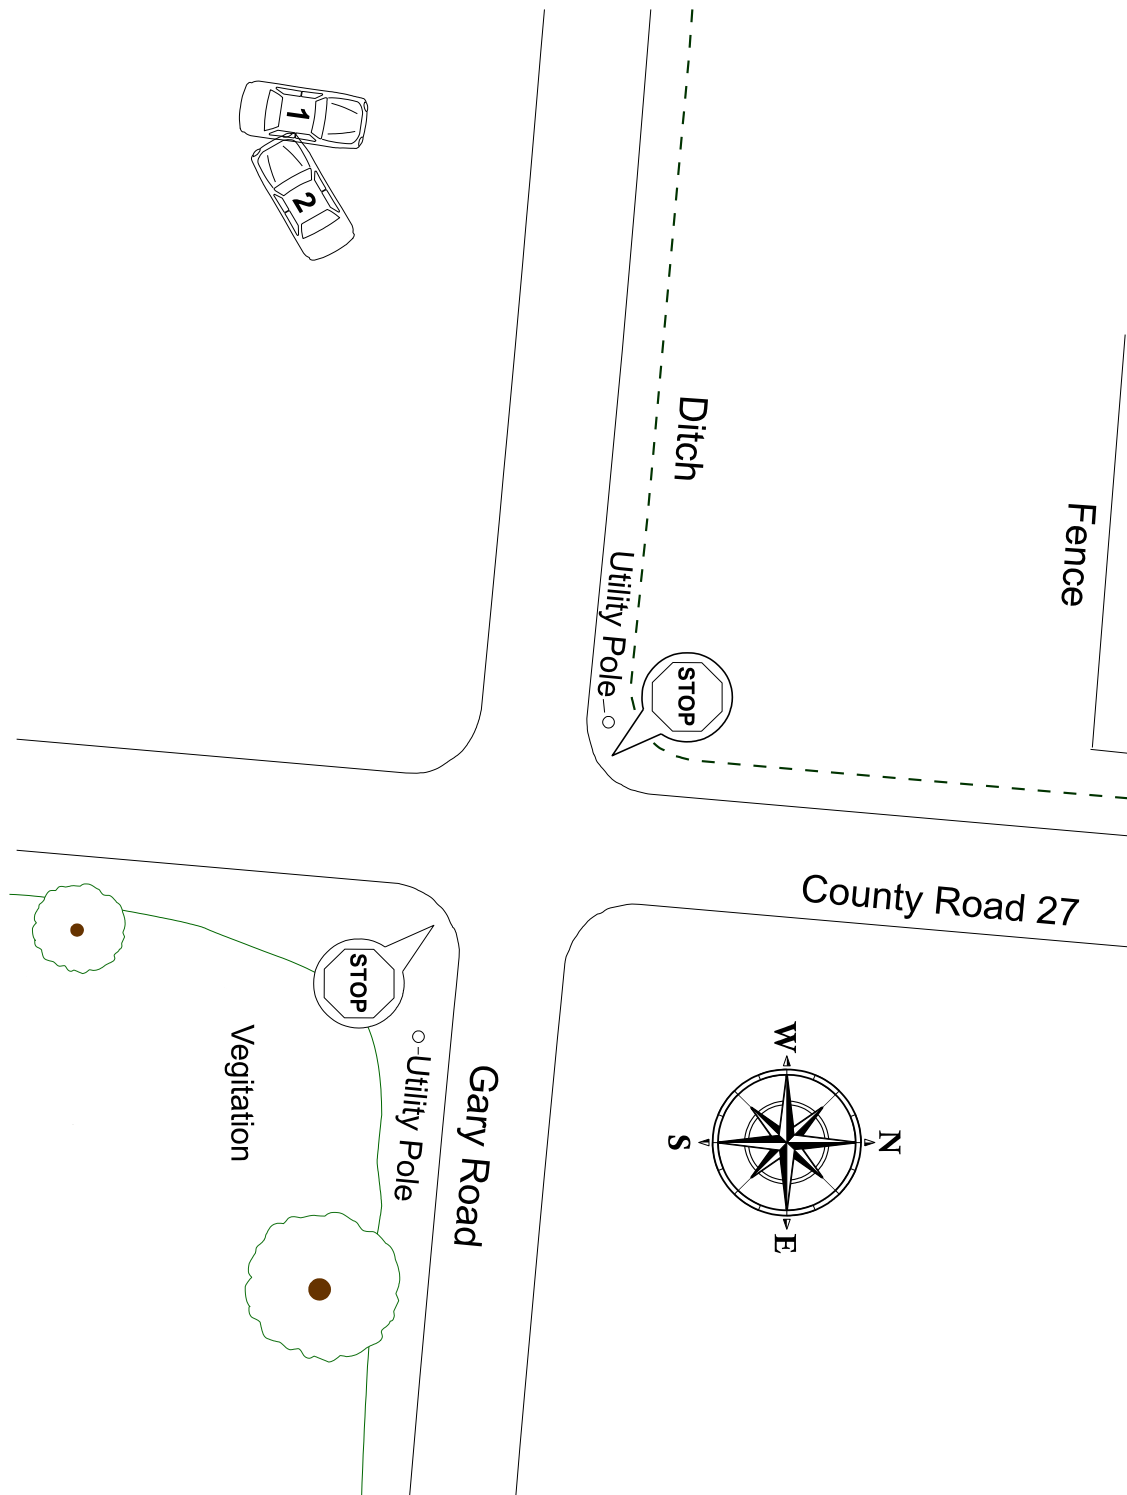 1
2
Ditch
Fence
Utility Pole
STOP
County Road 27
STOP
Vegitation
Utility Pole
Gary Road
W
N
S
E